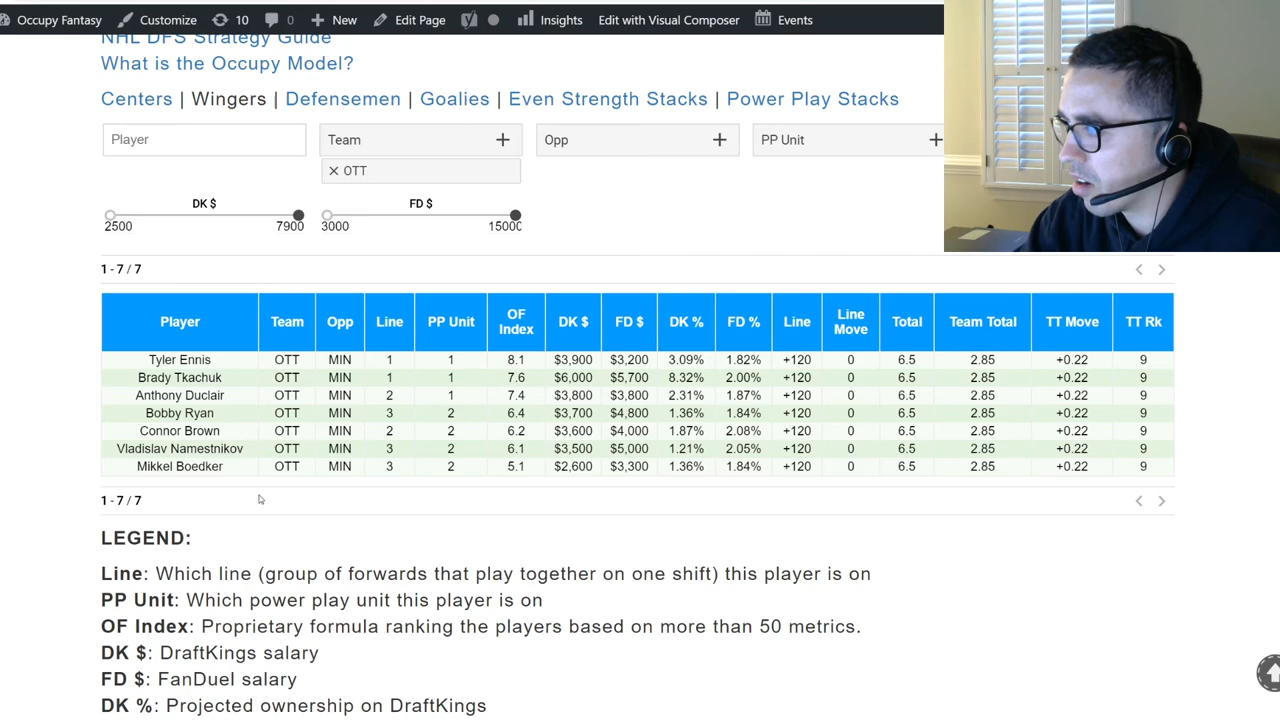 Occupy Fantasy Customize 10 0 New Edit Page Insights Edit with Visual Composer Events
NHL DFS Strategy Guide
What is the Occupy Model?
Centers | Wingers | Defensemen | Goalies | Even Strength Stacks | Power Play Stacks
Player Team + Opp + PP Unit +
× OTT
DK $ FD $
2500 7900 3000 15000
1 - 7 / 7 < >
Player Team Opp Line PP Unit OF Index DK $ FD $ DK % FD % Line Line Move Total Team Total TT Move TT Rk
Tyler Ennis OTT MIN 1 1 8.1 $3,900 $3,200 3.09% 1.82% +120 0 6.5 2.85 +0.22 9
Brady Tkachuk OTT MIN 1 1 7.6 $6,000 $5,700 8.32% 2.00% +120 0 6.5 2.85 +0.22 9
Anthony Duclair OTT MIN 2 1 7.4 $3,800 $3,800 2.31% 1.87% +120 0 6.5 2.85 +0.22 9
Bobby Ryan OTT MIN 3 2 6.4 $3,700 $4,800 1.36% 1.84% +120 0 6.5 2.85 +0.22 9
Connor Brown OTT MIN 2 2 6.2 $3,600 $4,000 1.87% 2.08% +120 0 6.5 2.85 +0.22 9
Vladislav Namestnikov OTT MIN 3 2 6.1 $3,500 $5,000 1.21% 2.05% +120 0 6.5 2.85 +0.22 9
Mikkel Boedker OTT MIN 3 2 5.1 $2,600 $3,300 1.36% 1.84% +120 0 6.5 2.85 +0.22 9
1 - 7 / 7 < >
LEGEND:
Line: Which line (group of forwards that play together on one shift) this player is on
PP Unit: Which power play unit this player is on
OF Index: Proprietary formula ranking the players based on more than 50 metrics.
DK $: DraftKings salary
FD $: FanDuel salary
DK %: Projected ownership on DraftKings